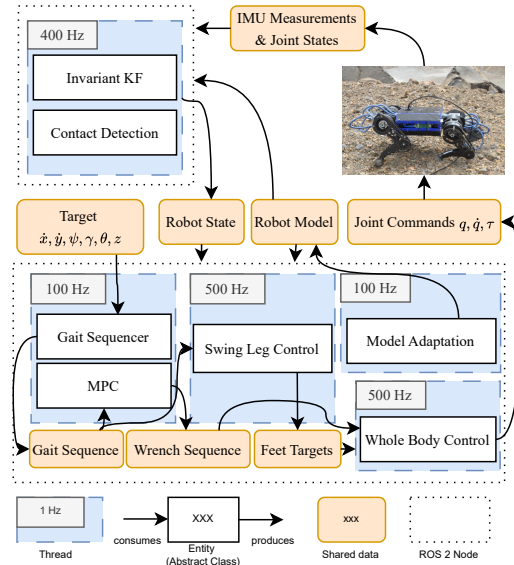 400 Hz
IMU Measurements
& Joint States
Invariant KF
Contact Detection
Target
ẋ, ẏ, ψ, γ, θ, z
Robot State
Robot Model
Joint Commands q, q̇, τ
100 Hz
500 Hz
100 Hz
Gait Sequencer
Swing Leg Control
Model Adaptation
MPC
500 Hz
Whole Body Control
Gait Sequence
Wrench Sequence
Feet Targets
1 Hz
Thread
consumes
XXX
Entity
(Abstract Class)
produces
xxx
Shared data
ROS 2 Node